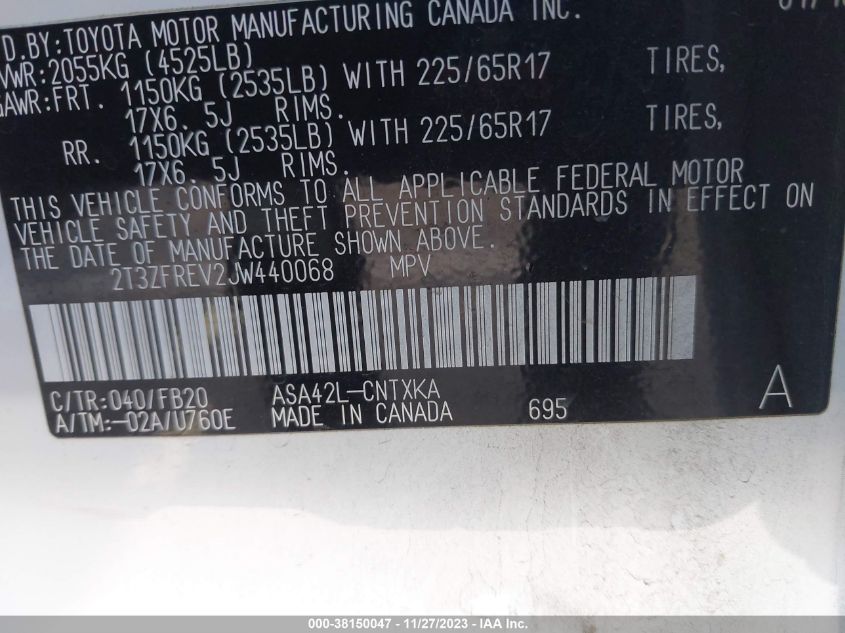 D.BY:TOYOTA MOTOR MANUFACTURING CANADA INC.
VWR:2055KG (4525LB)
GAWR:FRT. 1150KG (2535LB) WITH 225/65R17 TIRES,
17X6. 5J RIMS.
RR. 1150KG (2535LB) WITH 225/65R17 TIRES,
17X6. 5J RIMS.
THIS VEHICLE CONFORMS TO ALL APPLICABLE FEDERAL MOTOR
VEHICLE SAFETY AND THEFT PREVENTION STANDARDS IN EFFECT ON
THE DATE OF MANUFACTURE SHOWN ABOVE.
2T3ZFREV2JW440068 MPV
C/TR:040/FB20 ASA42L-CNTXKA
A/TM:-02A/U760E MADE IN CANADA 695 A
000-38150047 - 11/27/2023 - IAAI Inc.